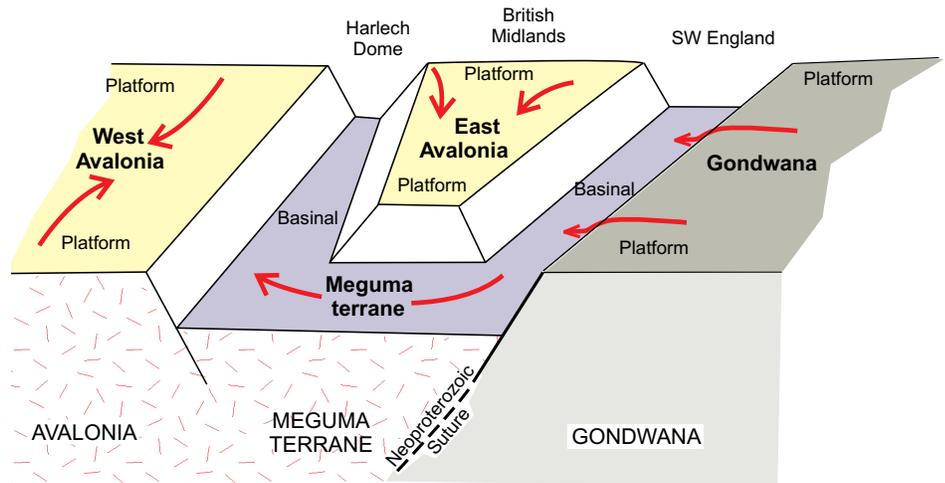 Harlech
Dome
British
Midlands
SW England
Platform
West
Avalonia
Platform
Platform
East
Avalonia
Platform
Platform
Gondwana
Platform
Basinal
Basinal
Meguma
terrane
AVALONIA
MEGUMA
TERRANE
Neoproterozoic
Suture
GONDWANA